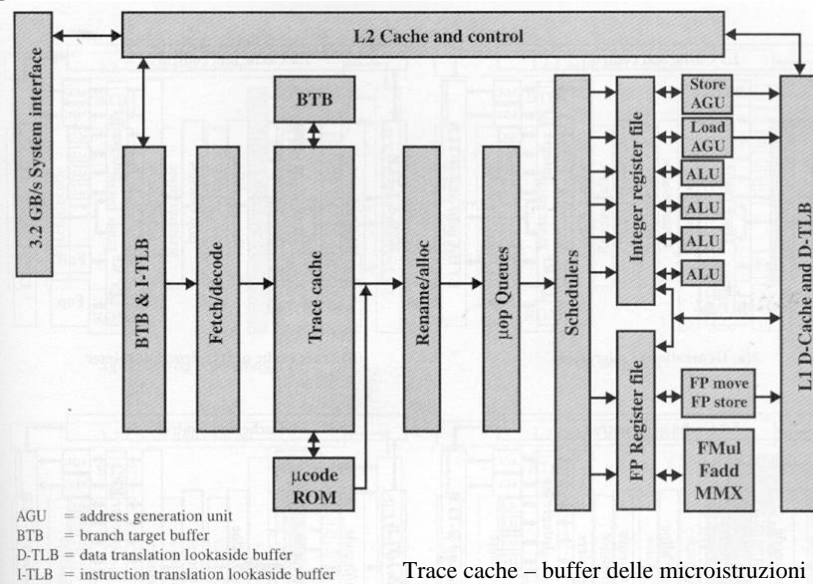 L2 Cache and control
3.2 GB/s System interface
BTB
BTB & I-TLB
Fetch/decode
Trace cache
µcode
ROM
Rename/alloc
µop Queues
Schedulers
Integer register file
FP Register file
Store
AGU
Load
AGU
ALU
ALU
ALU
ALU
FP move
FP store
FMul
Fadd
MMX
L1 D-Cache and D-TLB
AGU = address generation unit
BTB = branch target buffer
D-TLB = data translation lookaside buffer
I-TLB = instruction translation lookaside buffer
Trace cache – buffer delle microistruzioni